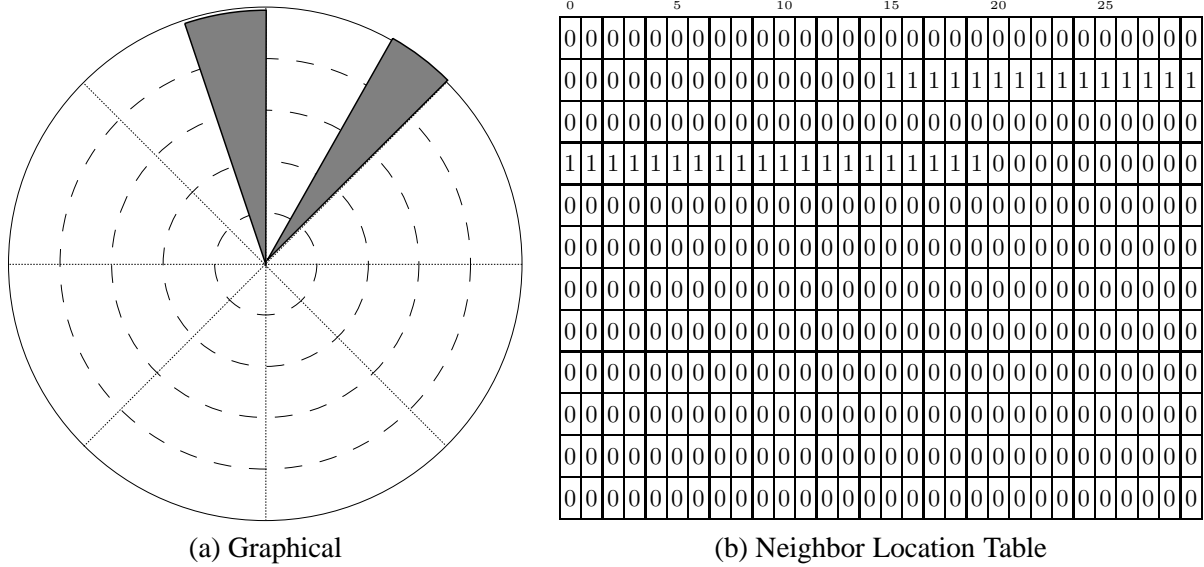 0 5 10 15 20 25
0 0 0 0 0 0 0 0 0 0 0 0 0 0 0 0 0 0 0 0 0 0 0 0 0 0 0 0 0 0
0 0 0 0 0 0 0 0 0 0 0 0 0 0 0 1 1 1 1 1 1 1 1 1 1 1 1 1 1 1
0 0 0 0 0 0 0 0 0 0 0 0 0 0 0 0 0 0 0 0 0 0 0 0 0 0 0 0 0 0
1 1 1 1 1 1 1 1 1 1 1 1 1 1 1 1 1 1 1 1 0 0 0 0 0 0 0 0 0 0
0 0 0 0 0 0 0 0 0 0 0 0 0 0 0 0 0 0 0 0 0 0 0 0 0 0 0 0 0 0
0 0 0 0 0 0 0 0 0 0 0 0 0 0 0 0 0 0 0 0 0 0 0 0 0 0 0 0 0 0
0 0 0 0 0 0 0 0 0 0 0 0 0 0 0 0 0 0 0 0 0 0 0 0 0 0 0 0 0 0
0 0 0 0 0 0 0 0 0 0 0 0 0 0 0 0 0 0 0 0 0 0 0 0 0 0 0 0 0 0
0 0 0 0 0 0 0 0 0 0 0 0 0 0 0 0 0 0 0 0 0 0 0 0 0 0 0 0 0 0
0 0 0 0 0 0 0 0 0 0 0 0 0 0 0 0 0 0 0 0 0 0 0 0 0 0 0 0 0 0
0 0 0 0 0 0 0 0 0 0 0 0 0 0 0 0 0 0 0 0 0 0 0 0 0 0 0 0 0 0
0 0 0 0 0 0 0 0 0 0 0 0 0 0 0 0 0 0 0 0 0 0 0 0 0 0 0 0 0 0
(a) Graphical
(b) Neighbor Location Table